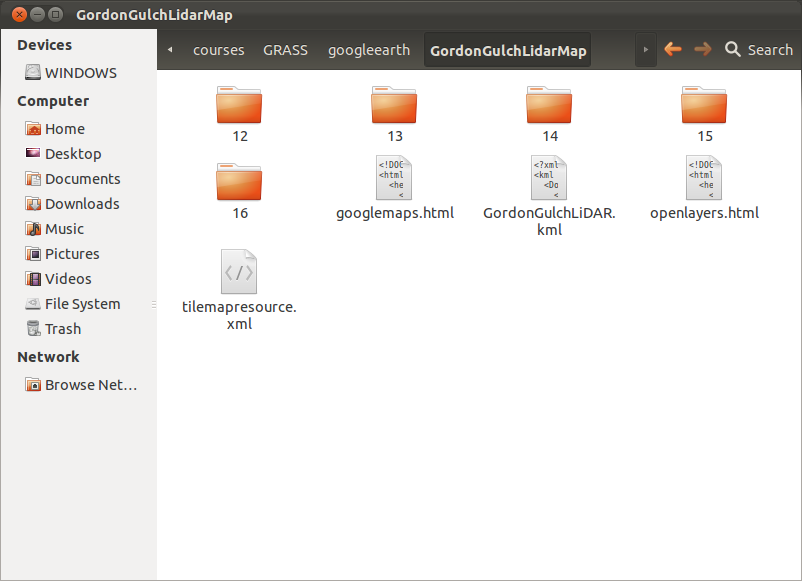 GordonGulchLidarMap
Devices
WINDOWS
Computer
Home
Desktop
Documents
Downloads
Music
Pictures
Videos
File System
Trash
Network
Browse Net…
courses GRASS googleearth GordonGulchLidarMap Search
12 13 14 15
<!DOC
<html
<he
<
<?xml
<kml
<Do
<
<!DOC
<html
<he
<
16 googlemaps.html GordonGulchLiDAR. openlayers.html
kml
</>
tilemapresource.
xml